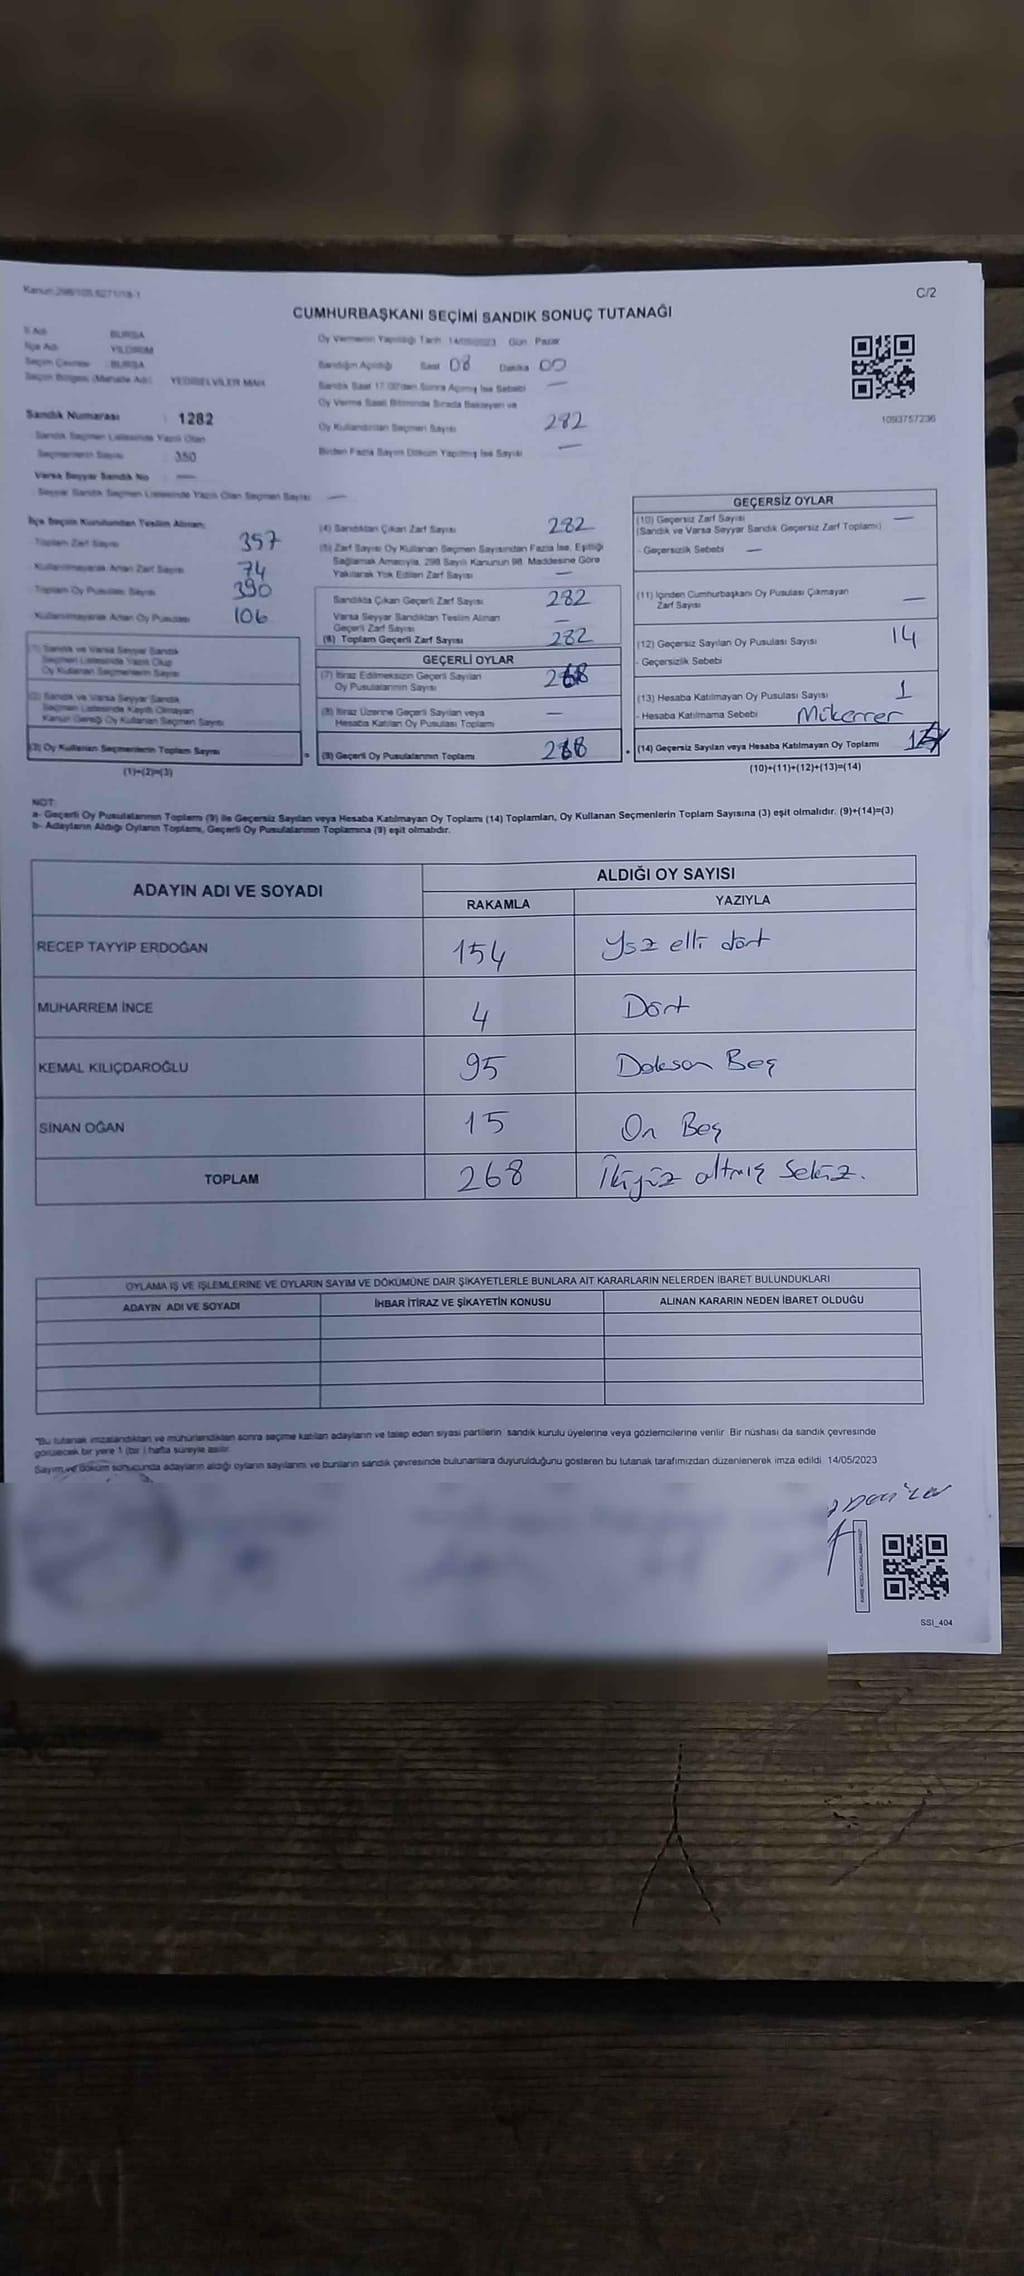 Kanun:298/105,6271/19-1
C/2
CUMHURBAŞKANI SEÇİMİ SANDIK SONUÇ TUTANAĞI
İl Adı BURSA
İlçe Adı YILDIRIM
Seçim Çevresi : BURSA
Seçim Bölgesi (Mahalle Adı)
Oy Vermenin Yapıldığı Tarih 14/05/2023 Gün Pazar
Sandığın Açıldığı Saat 08 Dakika 00
Sandık Saat 17:00'den Sonra Açılmış İse Sebebi —
Oy Verme Saati Bitiminde Sırada Bekleyen ve
Oy Kullandırılan Seçmen Sayısı 282
Birden Fazla Sayım Döküm Yapılmış İse Sayısı —
1093757236
Sandık Numarası : 1282
Sandık Seçmen Listesinde Yazılı Olan
Seçmenlerin Sayısı : 350
Varsa Seyyar Sandık No : —
Seyyar Sandık Seçmen Listesinde Yazılı Olan Seçmen Sayısı —
İlçe Seçim Kurulundan Teslim Alınan;
Toplam Zarf Sayısı 357
Kullanılmayarak Artan Zarf Sayısı 74
Toplam Oy Pusulası Sayısı 390
Kullanılmayarak Artan Oy Pusulası 106
(1) Sandık ve Varsa Seyyar Sandık
Seçmen Listesinde Yazılı Olup
Oy Kullanan Seçmenlerin Sayısı
(2) Sandık ve Varsa Seyyar Sandık
Seçmen Listesinde Kayıtlı Olmayan
Kanun Gereği Oy Kullanan Seçmen Sayısı
(3) Oy Kullanan Seçmenlerin Toplam Sayısı
(1)+(2)=(3)
=
(4) Sandıktan Çıkan Zarf Sayısı 282
(5) Zarf Sayısı Oy Kullanan Seçmen Sayısından Fazla İse, Eşitliği
Sağlamak Amacıyla, 298 Sayılı Kanunun 98. Maddesine Göre
Yakılarak Yok Edilen Zarf Sayısı —
Sandıkta Çıkan Geçerli Zarf Sayısı 282
Varsa Seyyar Sandıktan Teslim Alınan
Geçerli Zarf Sayısı —
(6) Toplam Geçerli Zarf Sayısı 282
GEÇERLİ OYLAR
(7) İtiraz Edilmeksizin Geçerli Sayılan
Oy Pusulalarının Sayısı 268
(8) İtiraz Üzerine Geçerli Sayılan veya
Hesaba Katılan Oy Pusulası Toplamı —
(9) Geçerli Oy Pusulalarının Toplamı 268
+
GEÇERSİZ OYLAR
(10) Geçersiz Zarf Sayısı —
(Sandık ve Varsa Seyyar Sandık Geçersiz Zarf Toplamı)
- Geçersizlik Sebebi —
(11) İçinden Cumhurbaşkanı Oy Pusulası Çıkmayan
Zarf Sayısı —
(12) Geçersiz Sayılan Oy Pusulası Sayısı 14
- Geçersizlik Sebebi
(13) Hesaba Katılmayan Oy Pusulası Sayısı 1
- Hesaba Katılmama Sebebi Mükerrer
(14) Geçersiz Sayılan veya Hesaba Katılmayan Oy Toplamı
(10)+(11)+(12)+(13)=(14)
NOT:
a- Geçerli Oy Pusulalarının Toplamı (9) ile Geçersiz Sayılan veya Hesaba Katılmayan Oy Toplamı (14) Toplamları, Oy Kullanan Seçmenlerin Toplam Sayısına (3) eşit olmalıdır. (9)+(14)=(3)
b- Adayların Aldığı Oyların Toplamı, Geçerli Oy Pusulalarının Toplamına (9) eşit olmalıdır.
ADAYIN ADI VE SOYADI
ALDIĞI OY SAYISI
RAKAMLA YAZIYLA
RECEP TAYYİP ERDOĞAN 154 Yüz elli dört
MUHARREM İNCE 4 Dört
KEMAL KILIÇDAROĞLU 95 Doksan Beş
SİNAN OĞAN 15 On Beş
TOPLAM 268 İkiyüz altmış Sekiz.
OYLAMA İŞ VE İŞLEMLERİNE VE OYLARIN SAYIM VE DÖKÜMÜNE DAİR ŞİKAYETLERLE BUNLARA AİT KARARLARIN NELERDEN İBARET BULUNDUKLARI
ADAYIN ADI VE SOYADI İHBAR İTİRAZ VE ŞİKAYETİN KONUSU ALINAN KARARIN NEDEN İBARET OLDUĞU
*Bu tutanak imzalandıktan ve mühürlendikten sonra seçime katılan adayların ve talep eden siyasi partilerin sandık kurulu üyelerine veya gözlemcilerine verilir. Bir nüshası da sandık çevresinde
görülecek bir yere 1 (bir ) hafta süreyle asılır.
Sayım ve döküm sonucunda adayların aldığı oyların sayılarını ve bunların sandık çevresinde bulunanlara duyurulduğunu gösteren bu tutanak tarafımızdan düzenlenerek imza edildi. 14/05/2023
SSI_404